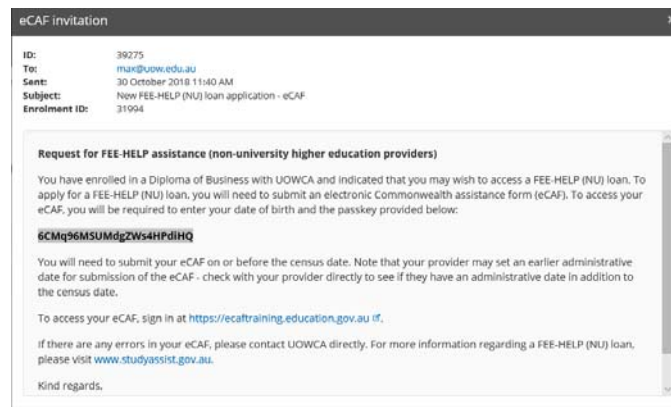 eCAF invitation
ID: 39275
To: max@uow.edu.au
Sent: 30 October 2018 11:40 AM
Subject: New FEE-HELP (NU) loan application - eCAF
Enrolment ID: 31994
Request for FEE-HELP assistance (non-university higher education providers)
You have enrolled in a Diploma of Business with UOWCA and indicated that you may wish to access a FEE-HELP (NU) loan. To
apply for a FEE-HELP (NU) loan, you will need to submit an electronic Commonwealth assistance form (eCAF). To access your
eCAF, you will be required to enter your date of birth and the passkey provided below:
6CMq96MSUMdgZWs4HPdiHQ
You will need to submit your eCAF on or before the census date. Note that your provider may set an earlier administrative
date for submission of the eCAF - check with your provider directly to see if they have an administrative date in addition to
the census date.
To access your eCAF, sign in at https://ecaftraining.education.gov.au.
If there are any errors in your eCAF, please contact UOWCA directly. For more information regarding a FEE-HELP (NU) loan,
please visit www.studyassist.gov.au.
Kind regards,